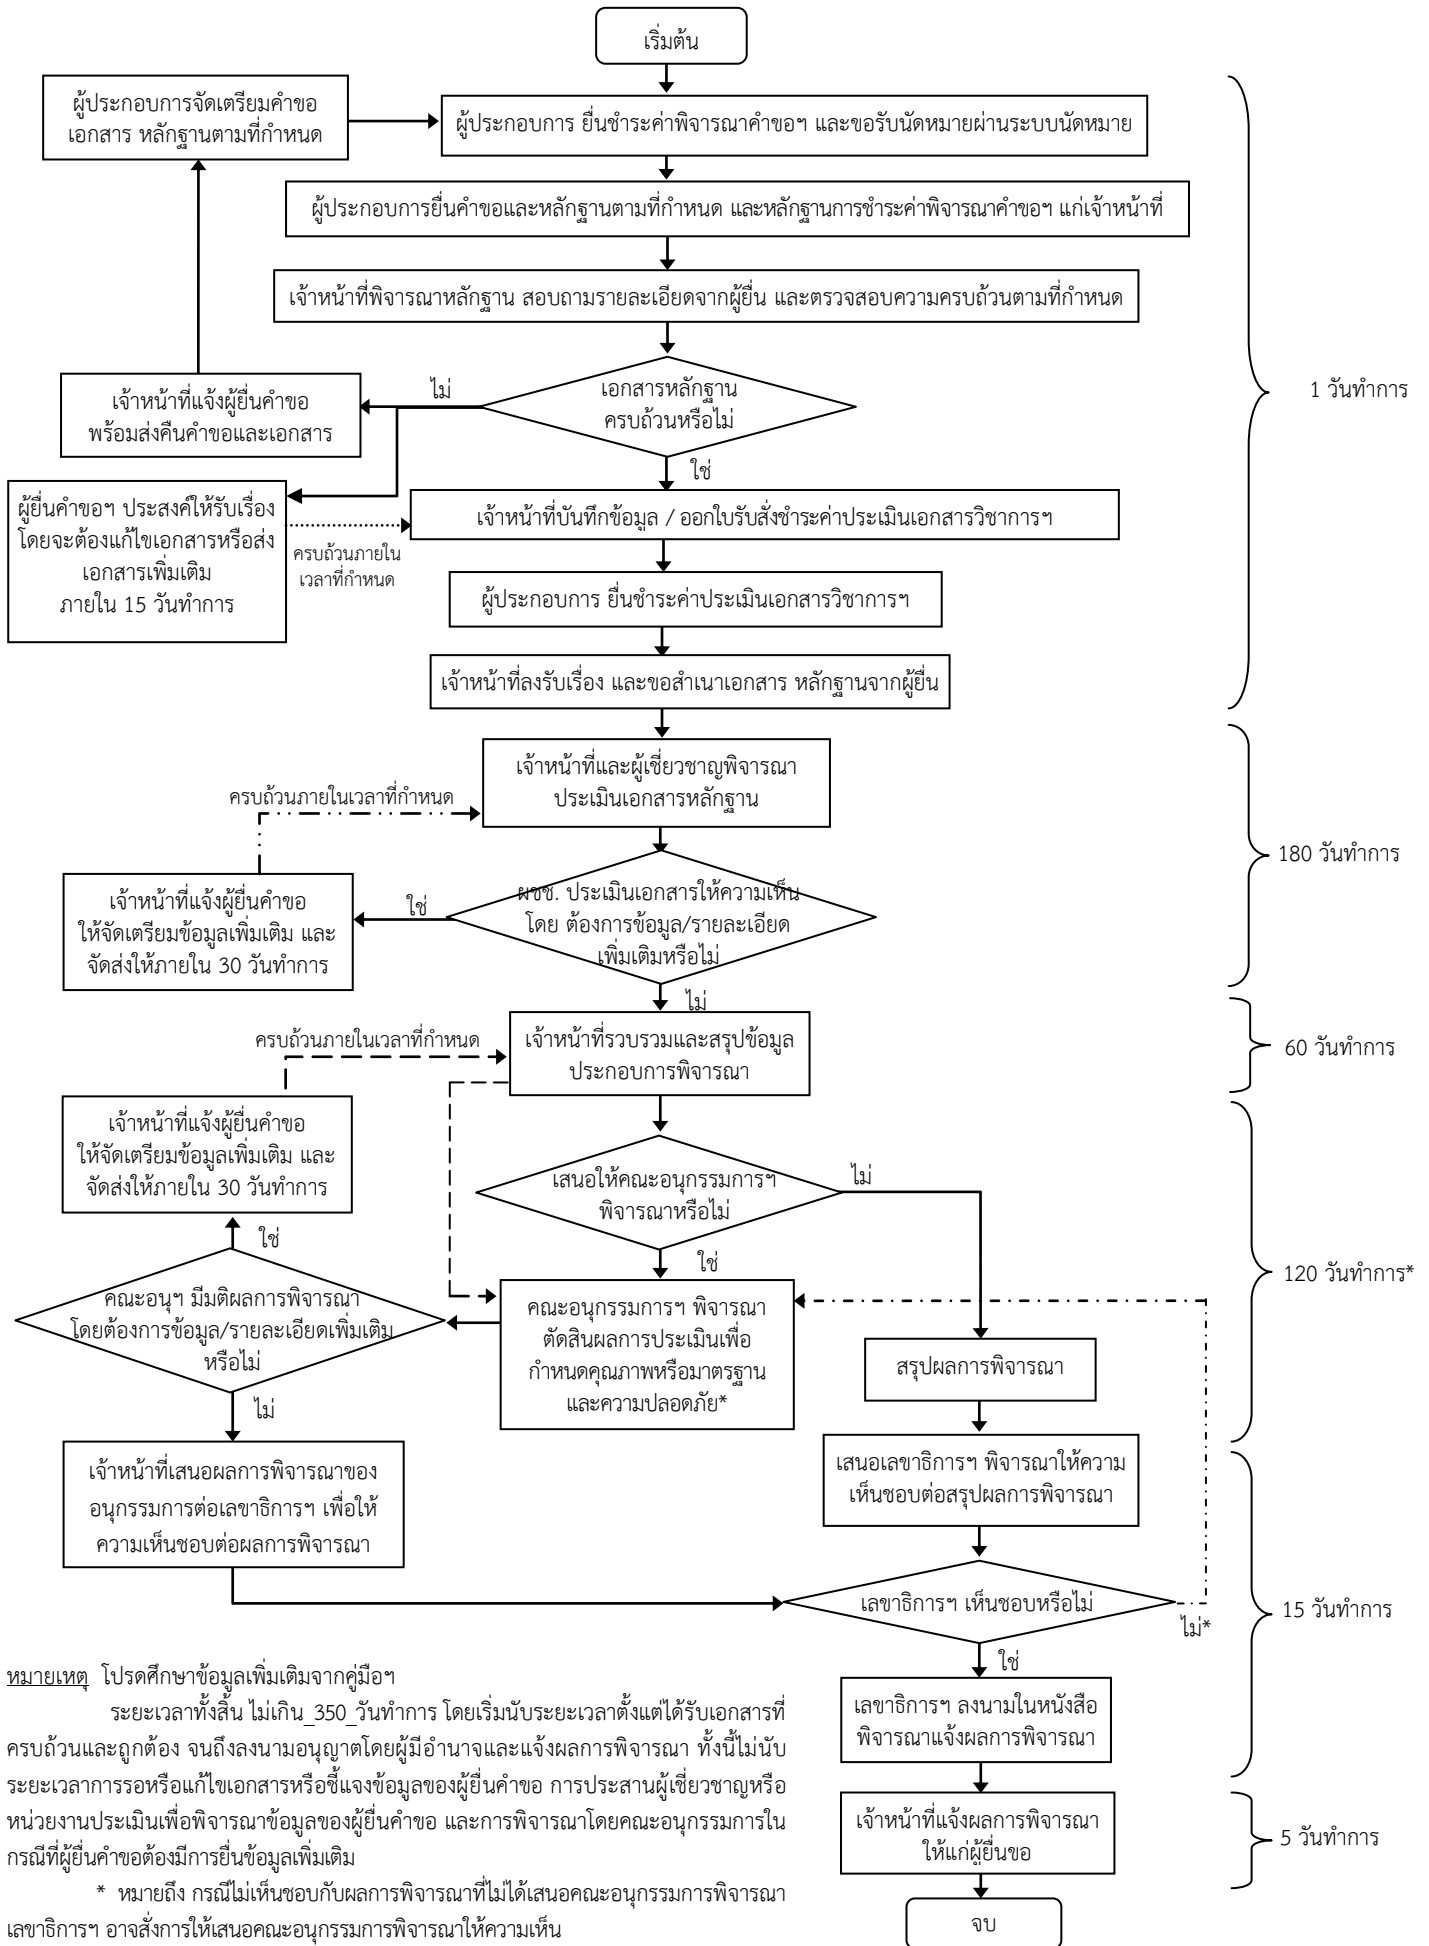 เริ่มต้น
ผู้ประกอบการจัดเตรียมคำขอ
เอกสาร หลักฐานตามที่กำหนด
ผู้ประกอบการ ยื่นชำระค่าพิจารณาคำขอฯ และขอรับนัดหมายผ่านระบบนัดหมาย
ผู้ประกอบการยื่นคำขอและหลักฐานตามที่กำหนด และหลักฐานการชำระค่าพิจารณาคำขอฯ แก่เจ้าหน้าที่
เจ้าหน้าที่พิจารณาหลักฐาน สอบถามรายละเอียดจากผู้ยื่น และตรวจสอบความครบถ้วนตามที่กำหนด
เอกสารหลักฐาน
ครบถ้วนหรือไม่
ไม่
เจ้าหน้าที่แจ้งผู้ยื่นคำขอ
พร้อมส่งคืนคำขอและเอกสาร
1 วันทำการ
ใช่
ผู้ยื่นคำขอฯ ประสงค์ให้รับเรื่อง
โดยจะต้องแก้ไขเอกสารหรือส่ง
เอกสารเพิ่มเติม
ภายใน 15 วันทำการ
ครบถ้วนภายใน
เวลาที่กำหนด
เจ้าหน้าที่บันทึกข้อมูล / ออกใบรับสั่งชำระค่าประเมินเอกสารวิชาการฯ
ผู้ประกอบการ ยื่นชำระค่าประเมินเอกสารวิชาการฯ
เจ้าหน้าที่ลงรับเรื่อง และขอสำเนาเอกสาร หลักฐานจากผู้ยื่น
เจ้าหน้าที่และผู้เชี่ยวชาญพิจารณา
ประเมินเอกสารหลักฐาน
ครบถ้วนภายในเวลาที่กำหนด
180 วันทำการ
ผชช. ประเมินเอกสารให้ความเห็น
โดย ต้องการข้อมูล/รายละเอียด
เพิ่มเติมหรือไม่
ใช่
เจ้าหน้าที่แจ้งผู้ยื่นคำขอ
ให้จัดเตรียมข้อมูลเพิ่มเติม และ
จัดส่งให้ภายใน 30 วันทำการ
ไม่
เจ้าหน้าที่รวบรวมและสรุปข้อมูล
ประกอบการพิจารณา
ครบถ้วนภายในเวลาที่กำหนด
60 วันทำการ
เจ้าหน้าที่แจ้งผู้ยื่นคำขอ
ให้จัดเตรียมข้อมูลเพิ่มเติม และ
จัดส่งให้ภายใน 30 วันทำการ
เสนอให้คณะอนุกรรมการฯ
พิจารณาหรือไม่
ไม่
ใช่
ใช่
คณะอนุฯ มีมติผลการพิจารณา
โดยต้องการข้อมูล/รายละเอียดเพิ่มเติม
หรือไม่
คณะอนุกรรมการฯ พิจารณา
ตัดสินผลการประเมินเพื่อ
กำหนดคุณภาพหรือมาตรฐาน
และความปลอดภัย*
120 วันทำการ*
สรุปผลการพิจารณา
ไม่
เจ้าหน้าที่เสนอผลการพิจารณาของ
อนุกรรมการต่อเลขาธิการฯ เพื่อให้
ความเห็นชอบต่อผลการพิจารณา
เสนอเลขาธิการฯ พิจารณาให้ความ
เห็นชอบต่อสรุปผลการพิจารณา
เลขาธิการฯ เห็นชอบหรือไม่
ไม่*
15 วันทำการ
ใช่
เลขาธิการฯ ลงนามในหนังสือ
พิจารณาแจ้งผลการพิจารณา
เจ้าหน้าที่แจ้งผลการพิจารณา
ให้แก่ผู้ยื่นขอ
5 วันทำการ
จบ
หมายเหตุ โปรดศึกษาข้อมูลเพิ่มเติมจากคู่มือฯ
ระยะเวลาทั้งสิ้น ไม่เกิน_350_วันทำการ โดยเริ่มนับระยะเวลาตั้งแต่ได้รับเอกสารที่
ครบถ้วนและถูกต้อง จนถึงลงนามอนุญาตโดยผู้มีอำนาจและแจ้งผลการพิจารณา ทั้งนี้ไม่นับ
ระยะเวลาการรอหรือแก้ไขเอกสารหรือชี้แจงข้อมูลของผู้ยื่นคำขอ การประสานผู้เชี่ยวชาญหรือ
หน่วยงานประเมินเพื่อพิจารณาข้อมูลของผู้ยื่นคำขอ และการพิจารณาโดยคณะอนุกรรมการใน
กรณีที่ผู้ยื่นคำขอต้องมีการยื่นข้อมูลเพิ่มเติม
* หมายถึง กรณีไม่เห็นชอบกับผลการพิจารณาที่ไม่ได้เสนอคณะอนุกรรมการพิจารณา
เลขาธิการฯ อาจสั่งการให้เสนอคณะอนุกรรมการพิจารณาให้ความเห็น